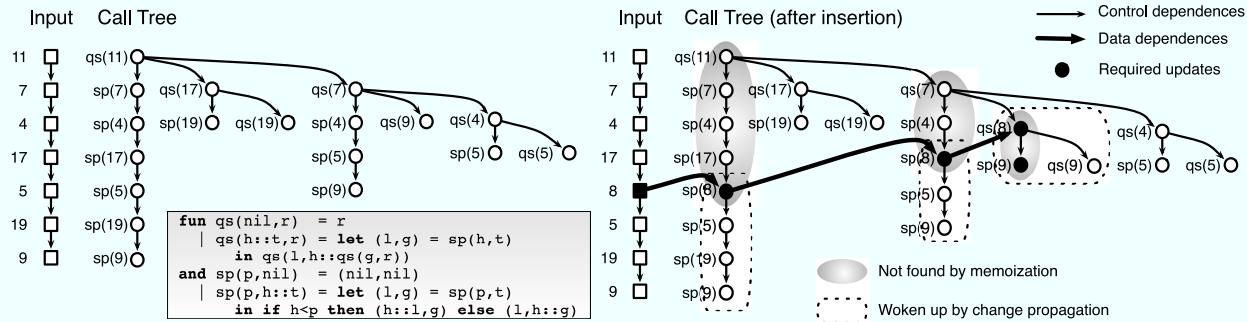 Input Call Tree
11 qs(11)
7 sp(7) qs(17) qs(7)
4 sp(4) sp(19) qs(19) sp(4) qs(9) qs(4)
17 sp(17) sp(5) sp(5) qs(5)
5 sp(5) sp(9)
19 sp(19)
9 sp(9)
fun qs(nil,r) = r
| qs(h::t,r) = let (l,g) = sp(h,t)
in qs(l,h::qs(g,r))
and sp(p,nil) = (nil,nil)
| sp(p,h::t) = let (l,g) = sp(p,t)
in if h<p then (h::l,g) else (l,h::g)
Input Call Tree (after insertion)
11 qs(11)
7 sp(7) qs(17) qs(7)
4 sp(4) sp(19) qs(19) sp(4) qs(8) qs(4)
17 sp(17) sp(8) sp(9) qs(9) sp(5) qs(5)
8 sp(8) sp(5)
5 sp(5) sp(9)
19 sp(19)
9 sp(9)
Control dependences
Data dependences
Required updates
Not found by memoization
Woken up by change propagation